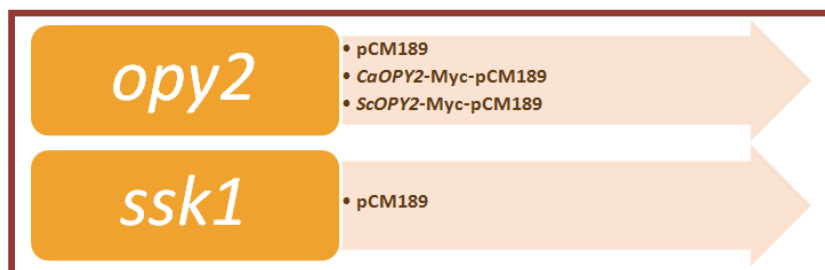 opy2
• pCM189
• CaOPY2-Myc-pCM189
• ScOPY2-Myc-pCM189
ssk1
• pCM189